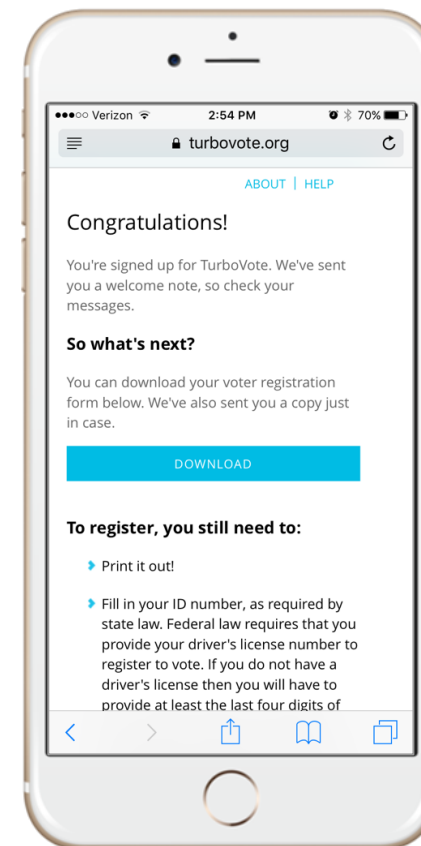 Verizon 2:54 PM 70%
turbovote.org
ABOUT | HELP
Congratulations!
You're signed up for TurboVote. We've sent
you a welcome note, so check your
messages.
So what's next?
You can download your voter registration
form below. We've also sent you a copy just
in case.
DOWNLOAD
To register, you still need to:
Print it out!
Fill in your ID number, as required by
state law. Federal law requires that you
provide your driver's license number to
register to vote. If you do not have a
driver's license then you will have to
provide at least the last four digits of